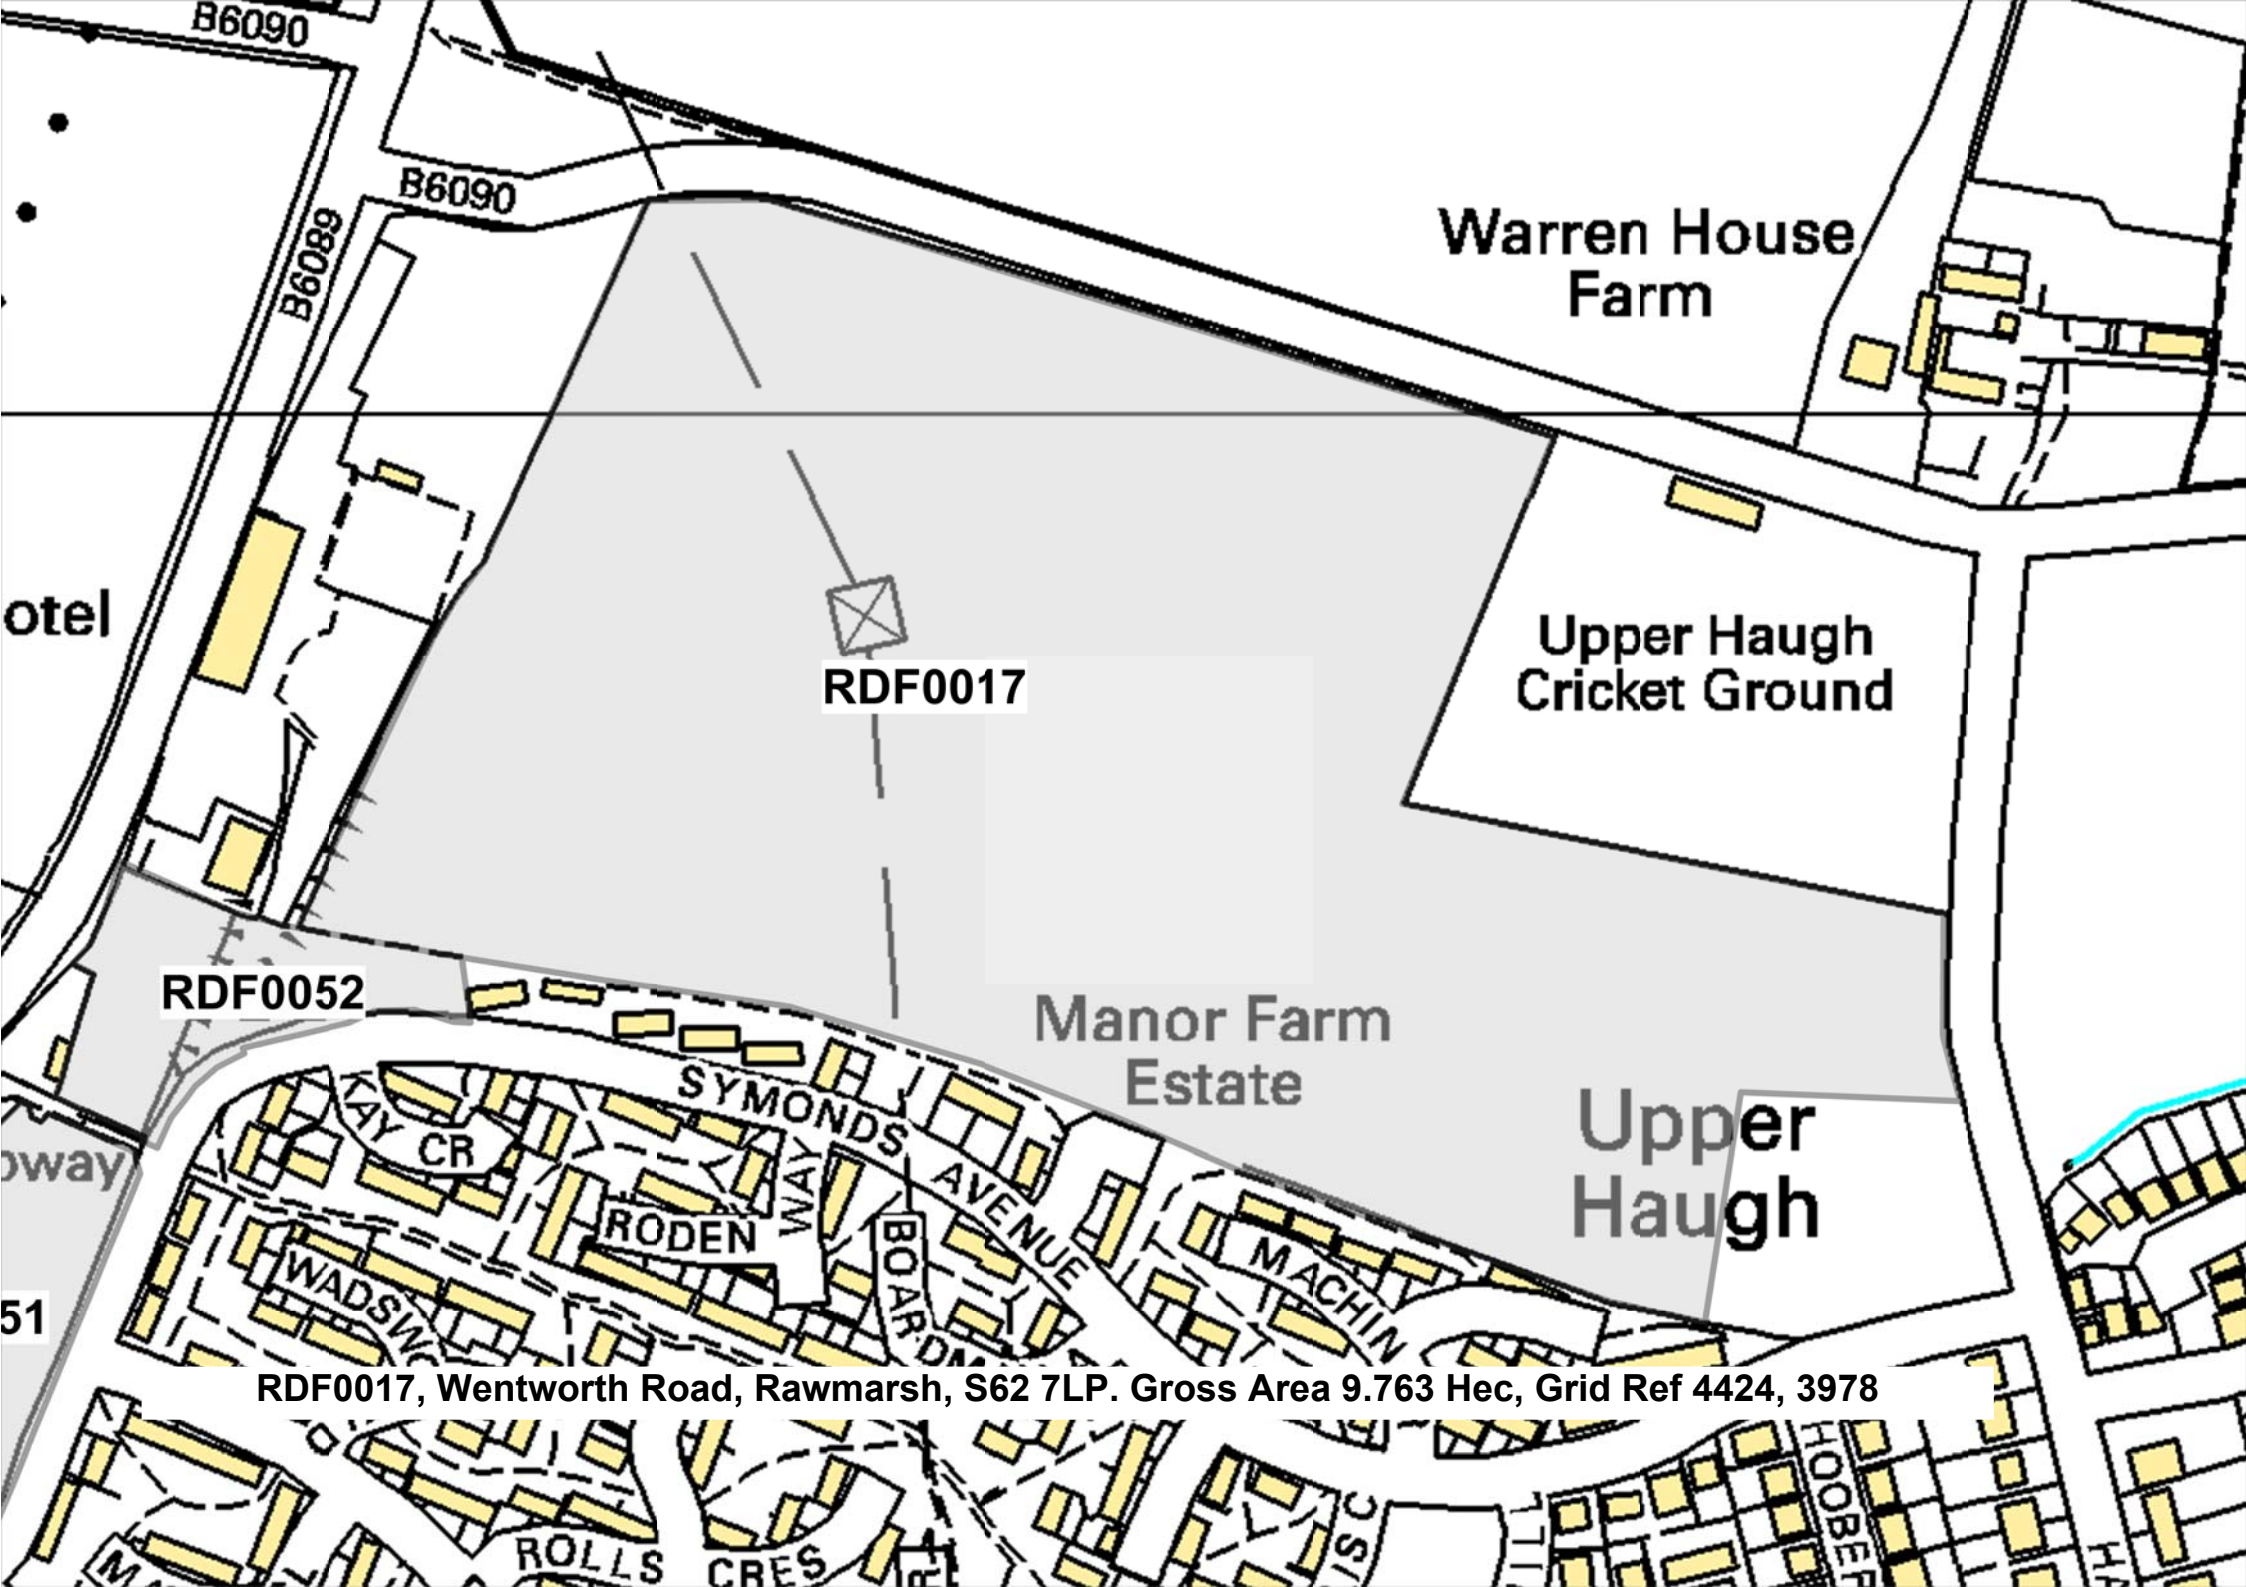 B6090
B6090
B6089
Warren House
Farm
otel
Upper Haugh
Cricket Ground
RDF0017
RDF0052
Manor Farm
Estate
Upper
Haugh
SYMONDS AVENUE
KAY CR
WAY
RODEN
MACHIN
51
RDF0017, Wentworth Road, Rawmarsh, S62 7LP. Gross Area 9.763 Hec, Grid Ref 4424, 3978
ROLLS CRES